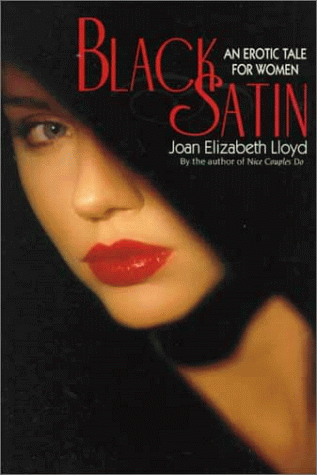 BLACK
AN EROTIC TALE
FOR WOMEN
SATIN
Joan Elizabeth Lloyd
By the author of Nice Couples Do